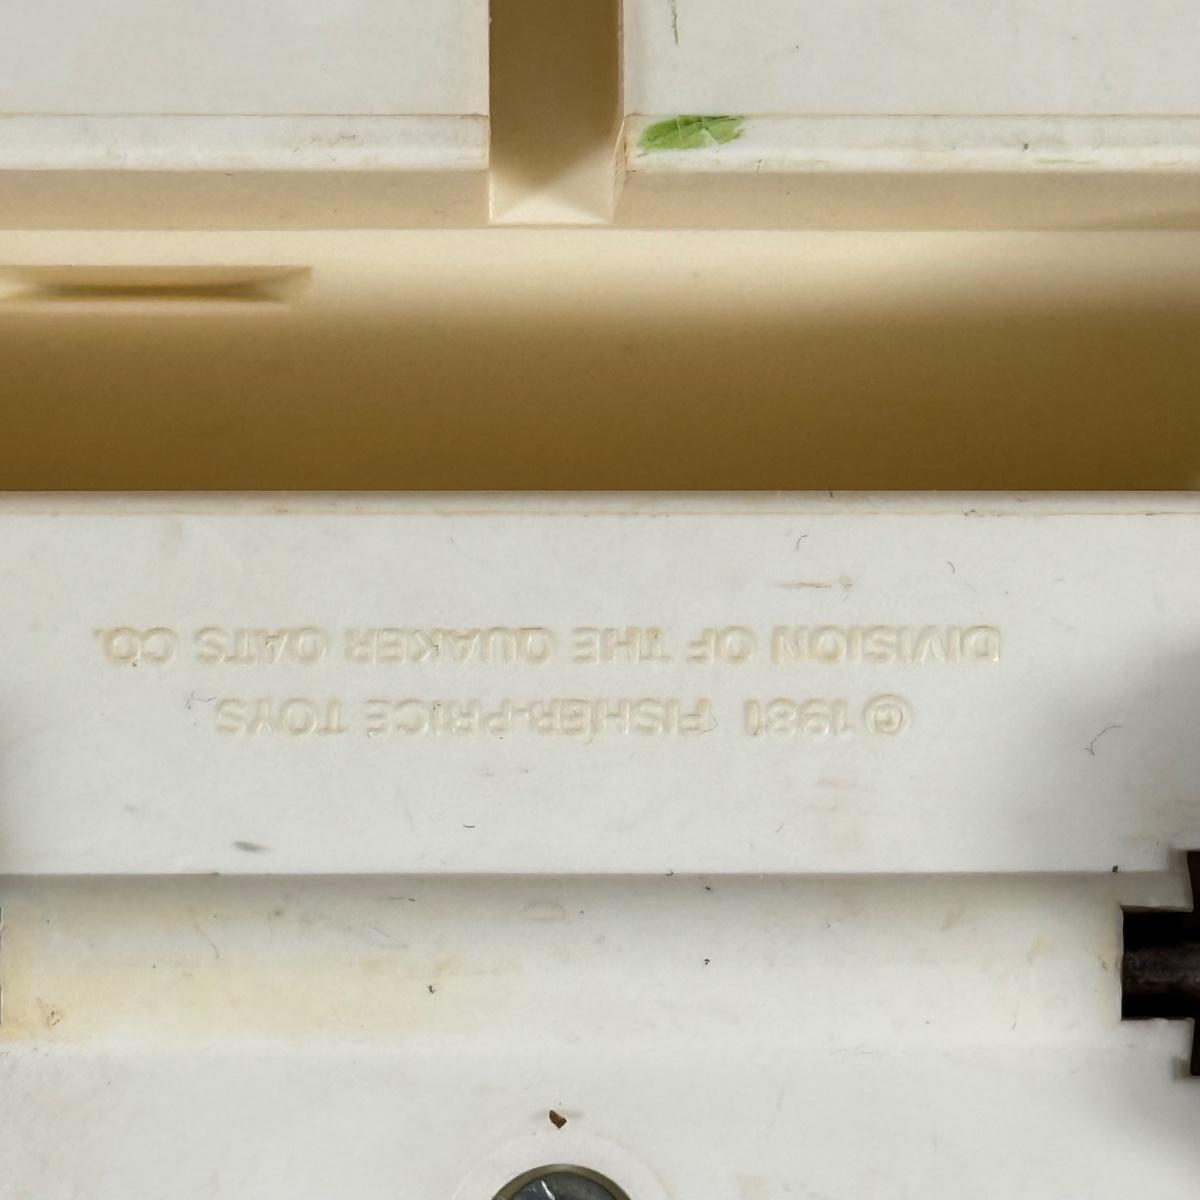 © 1981 FISHER-PRICE TOYS
DIVISION OF THE QUAKER OATS CO.